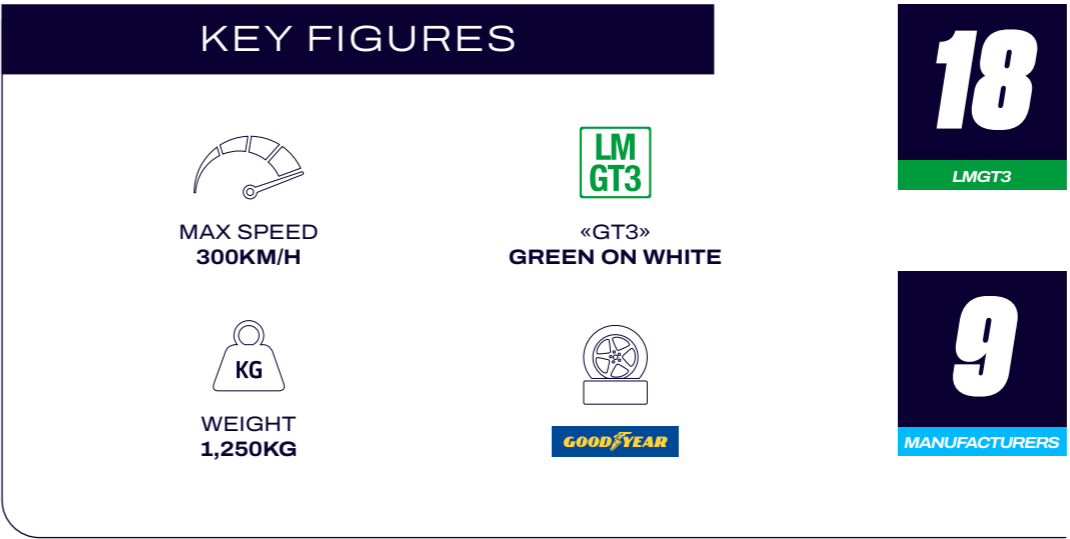 KEY FIGURES
LM
GT3
MAX SPEED
300KM/H
«GT3»
GREEN ON WHITE
KG
WEIGHT
1,250KG
GOODYEAR
18
LMGT3
9
MANUFACTURERS